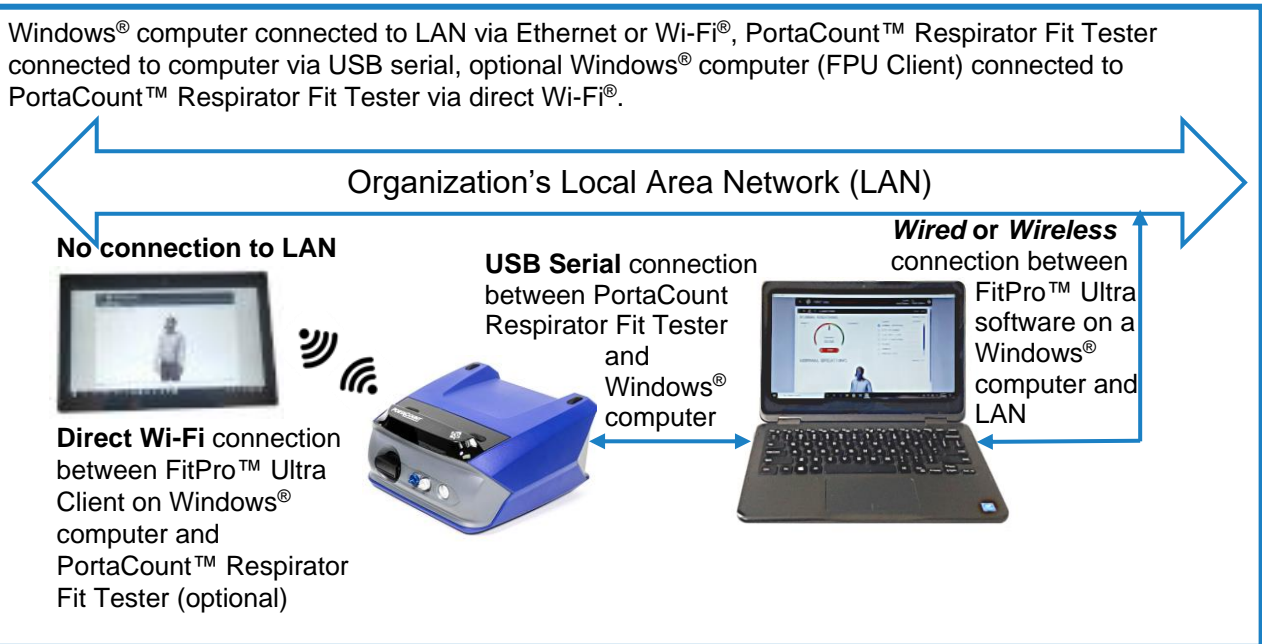 Windows® computer connected to LAN via Ethernet or Wi-Fi®, PortaCount™ Respirator Fit Tester
connected to computer via USB serial, optional Windows® computer (FPU Client) connected to
PortaCount™ Respirator Fit Tester via direct Wi-Fi®.
Organization's Local Area Network (LAN)
No connection to LAN
Direct Wi-Fi connection
between FitPro™ Ultra
Client on Windows®
computer and
PortaCount™ Respirator
Fit Tester (optional)
USB Serial connection
between PortaCount
Respirator Fit Tester
and
Windows®
computer
PORTACOUNT
Wired or Wireless
connection between
FitPro™ Ultra
software on a
Windows®
computer and
LAN